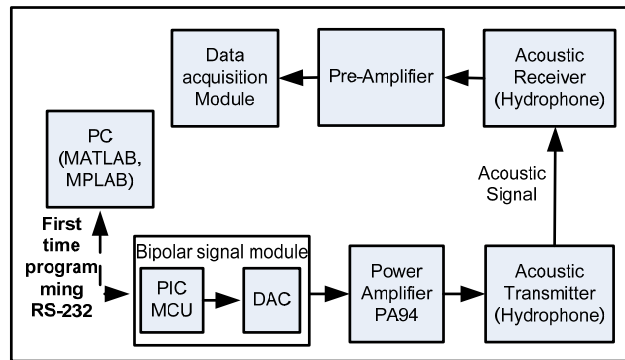 Data
acquisition
Module
Pre-Amplifier
Acoustic
Receiver
(Hydrophone)
PC
(MATLAB,
MPLAB)
Acoustic
Signal
First
time
program
ming
RS-232
Bipolar signal module
PIC
MCU
DAC
Power
Amplifier
PA94
Acoustic
Transmitter
(Hydrophone)